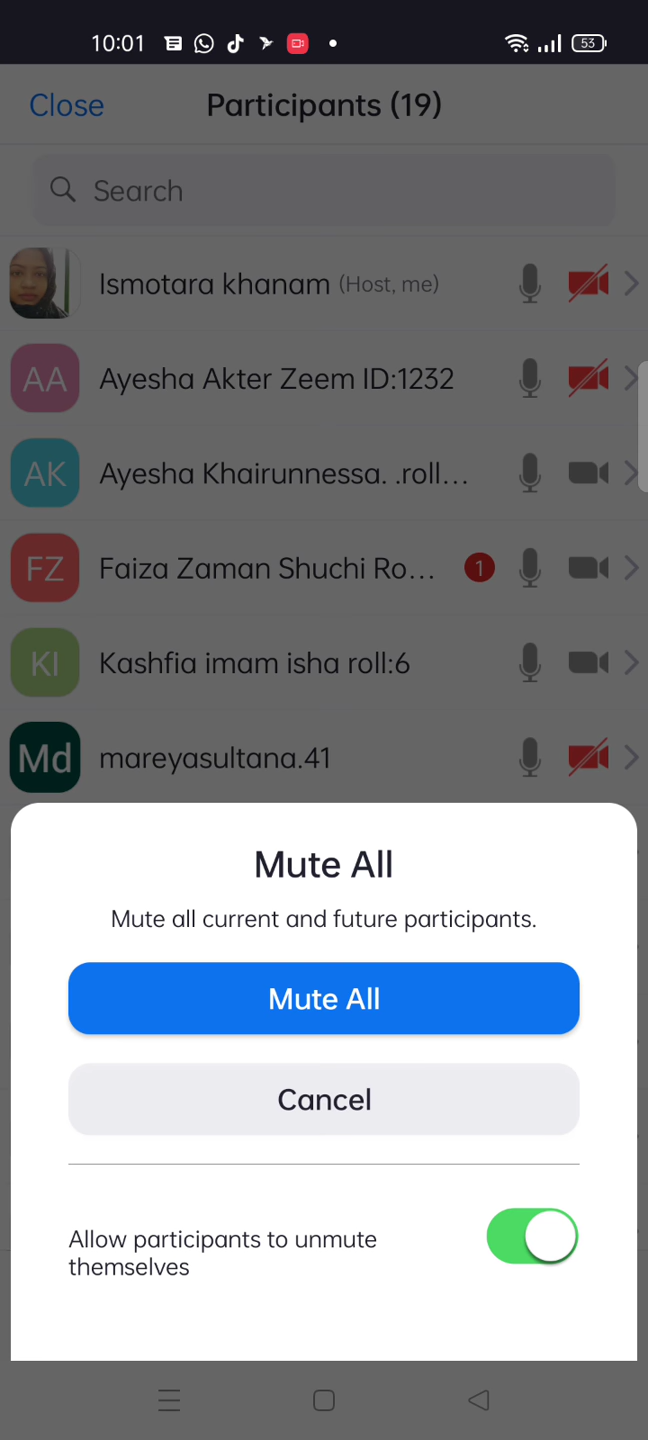 10:01
53
Close
Participants (19)
Search
Ismotara khanam (Host, me)
AA
Ayesha Akter Zeem ID:1232
AK
Ayesha Khairunnessa. .roll...
FZ
Faiza Zaman Shuchi Ro...
1
KI
Kashfia imam isha roll:6
Md
mareyasultana.41
Mute All
Mute all current and future participants.
Mute All
Cancel
Allow participants to unmute
themselves